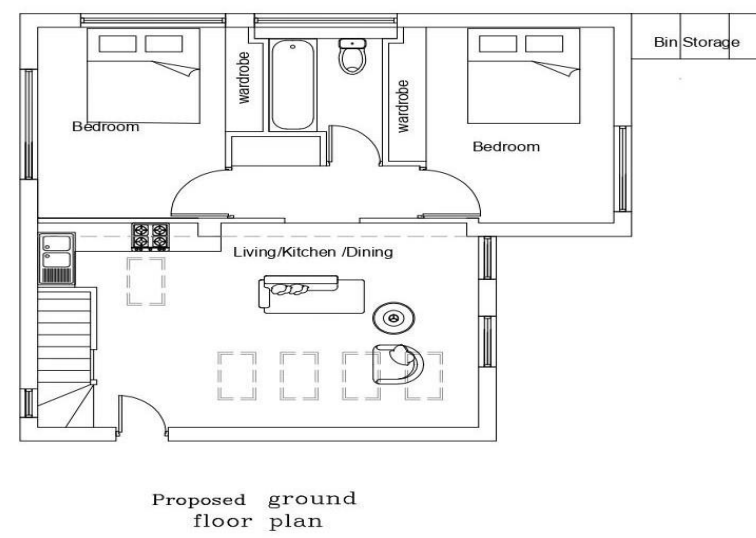 Bin Storage
wardrobe
wardrobe
Bedroom
Bedroom
Living/Kitchen /Dining
Proposed ground
floor plan